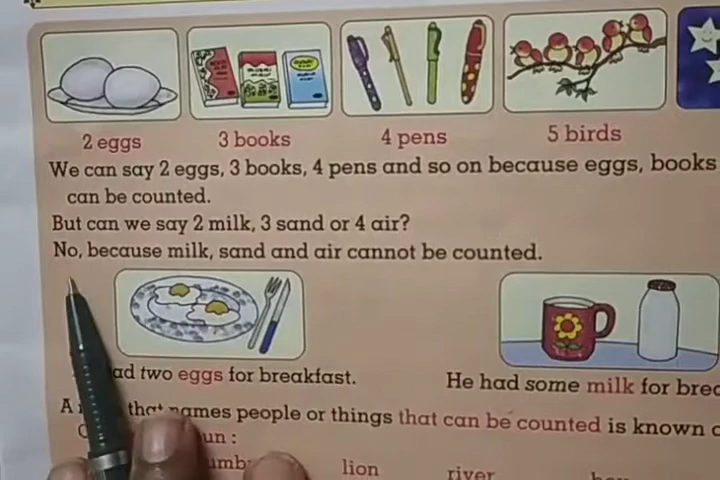 2 eggs 3 books 4 pens 5 birds
We can say 2 eggs, 3 books, 4 pens and so on because eggs, books
can be counted.
But can we say 2 milk, 3 sand or 4 air?
No, because milk, sand and air cannot be counted.
ad two eggs for breakfast. He had some milk for brea
A that names people or things that can be counted is known
un :
umb lion river